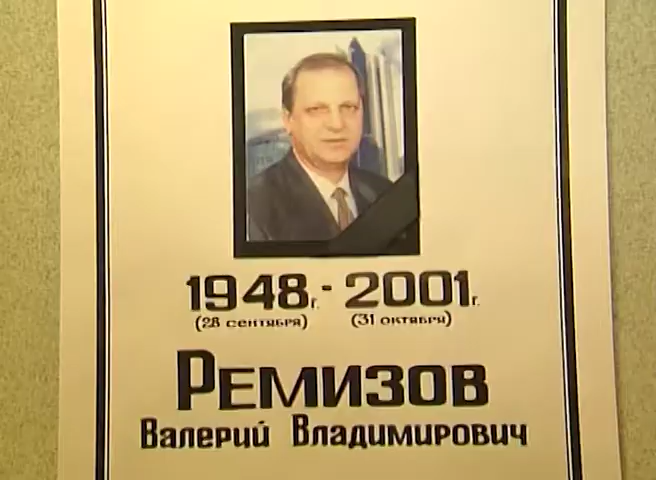 1948г. - 2001г.
(28 сентября) (31 октября)
Ремизов
Валерий Владимирович